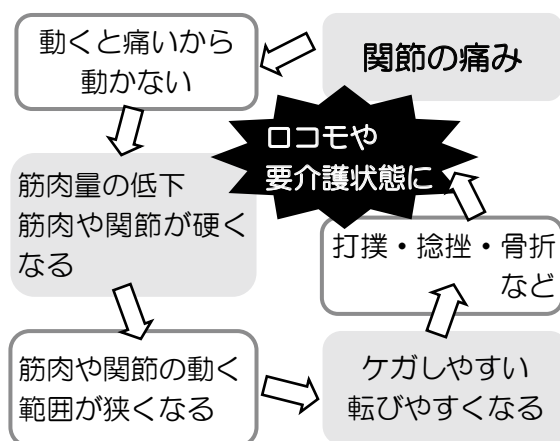 関節の痛み
動くと痛いから
動かない
筋肉量の低下
筋肉や関節が硬く
なる
筋肉や関節の動く
範囲が狭くなる
ケガしやすい
転びやすくなる
打撲・捻挫・骨折
など
ロコモや
要介護状態に